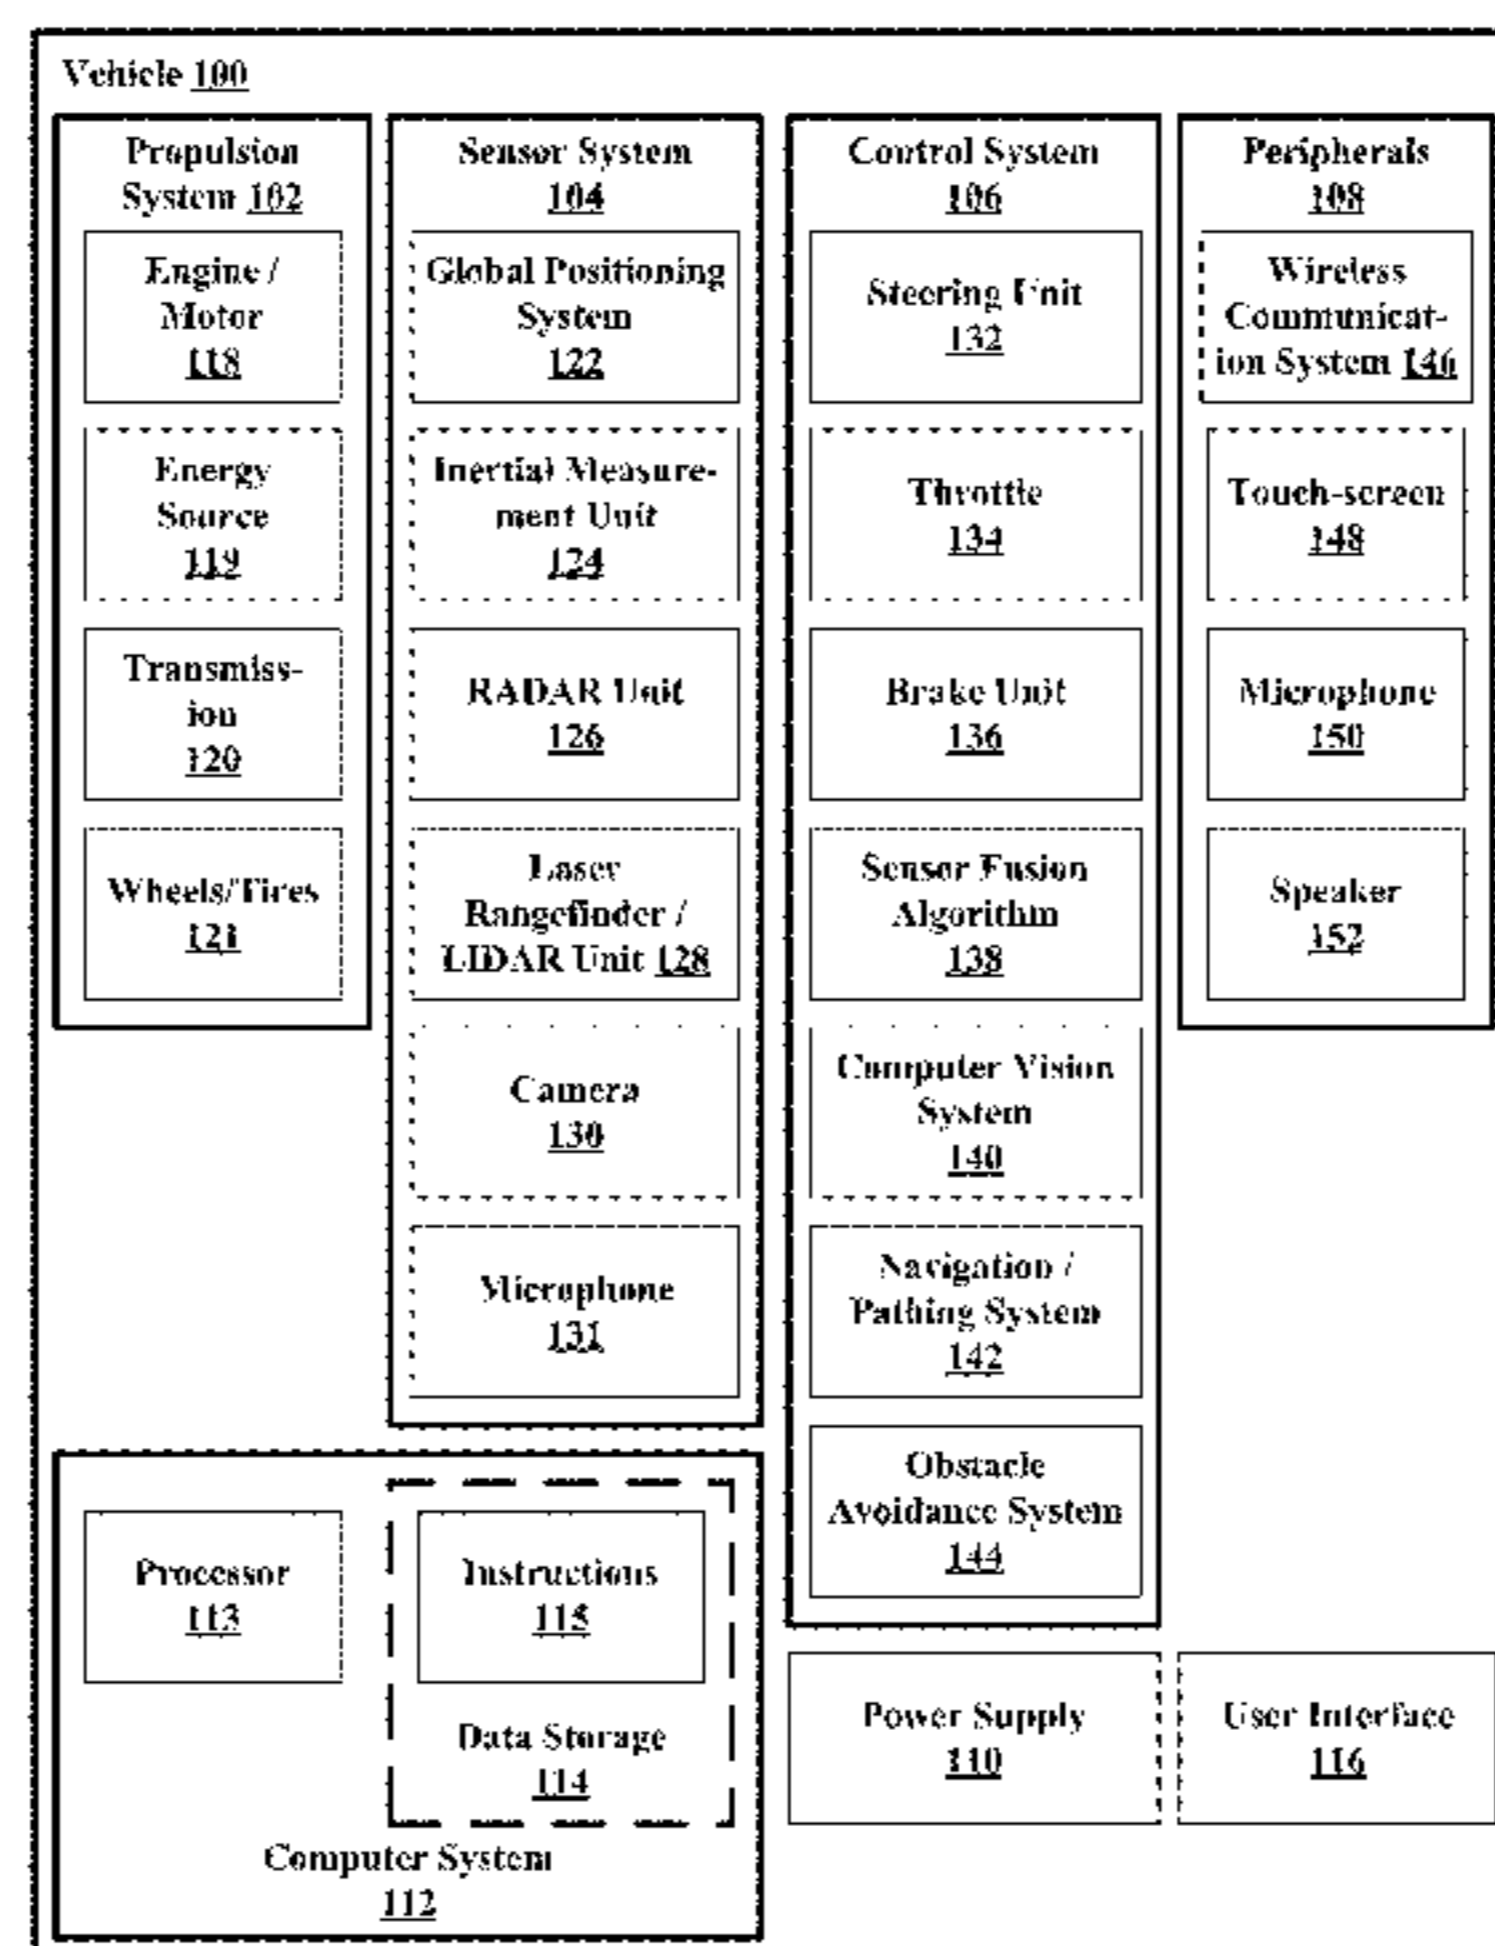 Vehicle 100
Propulsion
System 102
Engine /
Motor
118
Energy
Source
119
Transmiss-
ion
120
Wheels/Tires
121
Sensor System
104
Global Positioning
System
122
Inertial Measure-
ment Unit
124
RADAR Unit
126
Laser
Rangefinder /
LIDAR Unit 128
Camera
130
Microphone
131
Control System
106
Steering Unit
132
Throttle
134
Brake Unit
136
Sensor Fusion
Algorithm
138
Computer Vision
System
140
Navigation /
Pathing System
142
Obstacle
Avoidance System
144
Peripherals
108
Wireless
Communicat-
ion System 146
Touch-screen
148
Microphone
150
Speaker
152
Processor
113
Instructions
115
Data Storage
114
Computer System
112
Power Supply
110
User Interface
116